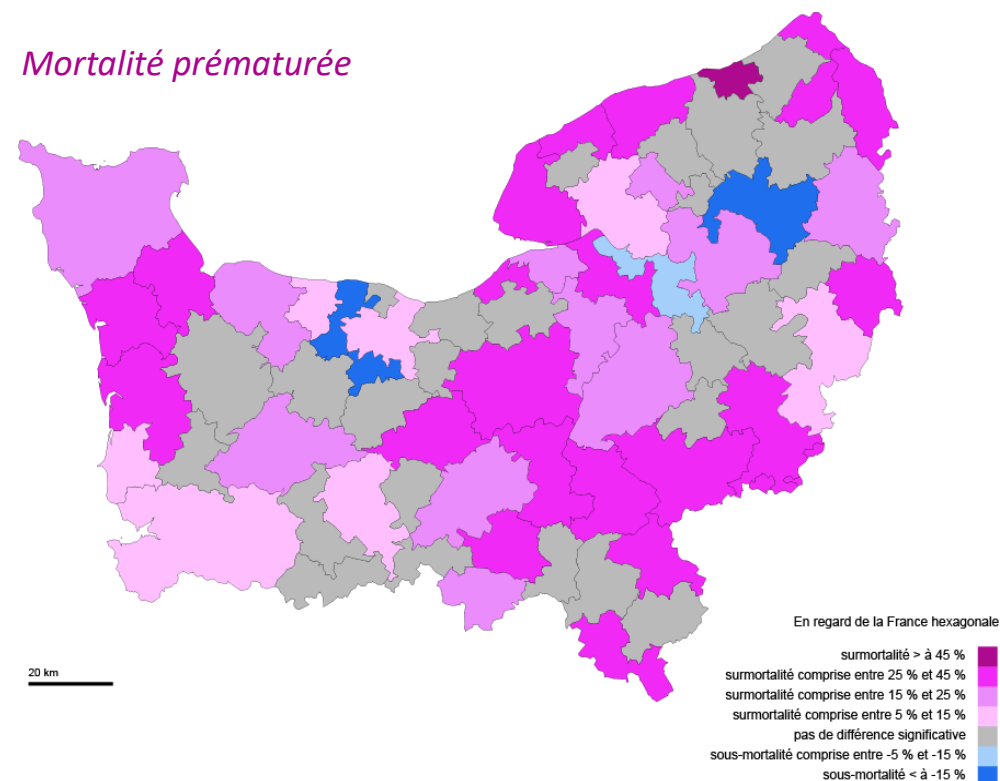 Mortalité prématurée
20 km
En regard de la France hexagonale
surmortalité > à 45 %
surmortalité comprise entre 25 % et 45 %
surmortalité comprise entre 15 % et 25 %
surmortalité comprise entre 5 % et 15 %
pas de différence significative
sous-mortalité comprise entre -5 % et -15 %
sous-mortalité < à -15 %